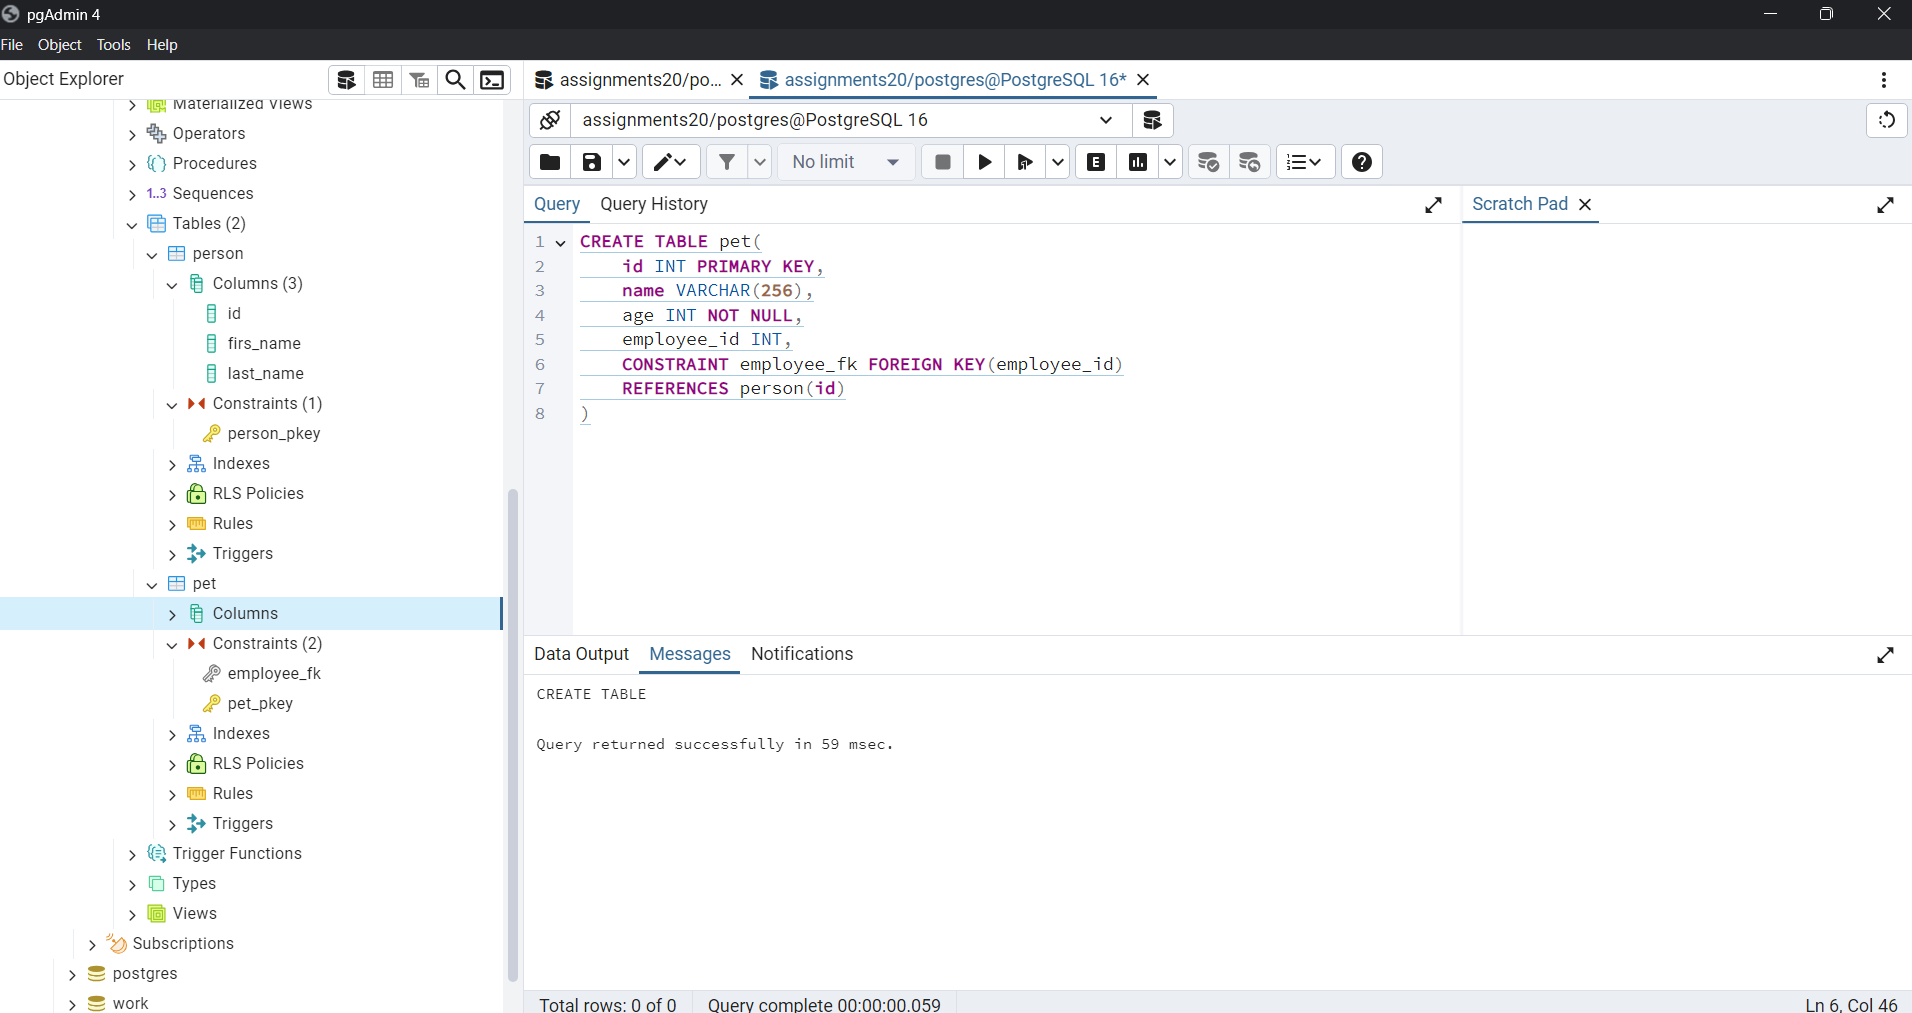 pgAdmin 4
File Object Tools Help
Object Explorer
assignments20/po...
assignments20/postgres@PostgreSQL 16*
Materialized Views
Operators
Procedures
1..3 Sequences
Tables (2)
person
Columns (3)
id
firs_name
last_name
Constraints (1)
person_pkey
Indexes
RLS Policies
Rules
Triggers
pet
Columns
Constraints (2)
employee_fk
pet_pkey
Indexes
RLS Policies
Rules
Triggers
Trigger Functions
Types
Views
Subscriptions
postgres
work
assignments20/postgres@PostgreSQL 16
No limit
E
Query Query History
Scratch Pad
1 CREATE TABLE pet(
2 id INT PRIMARY KEY,
3 name VARCHAR(256),
4 age INT NOT NULL,
5 employee_id INT,
6 CONSTRAINT employee_fk FOREIGN KEY(employee_id)
7 REFERENCES person(id)
8 )
Data Output Messages Notifications
CREATE TABLE
Query returned successfully in 59 msec.
Total rows: 0 of 0 Query complete 00:00:00.059 Ln 6, Col 46